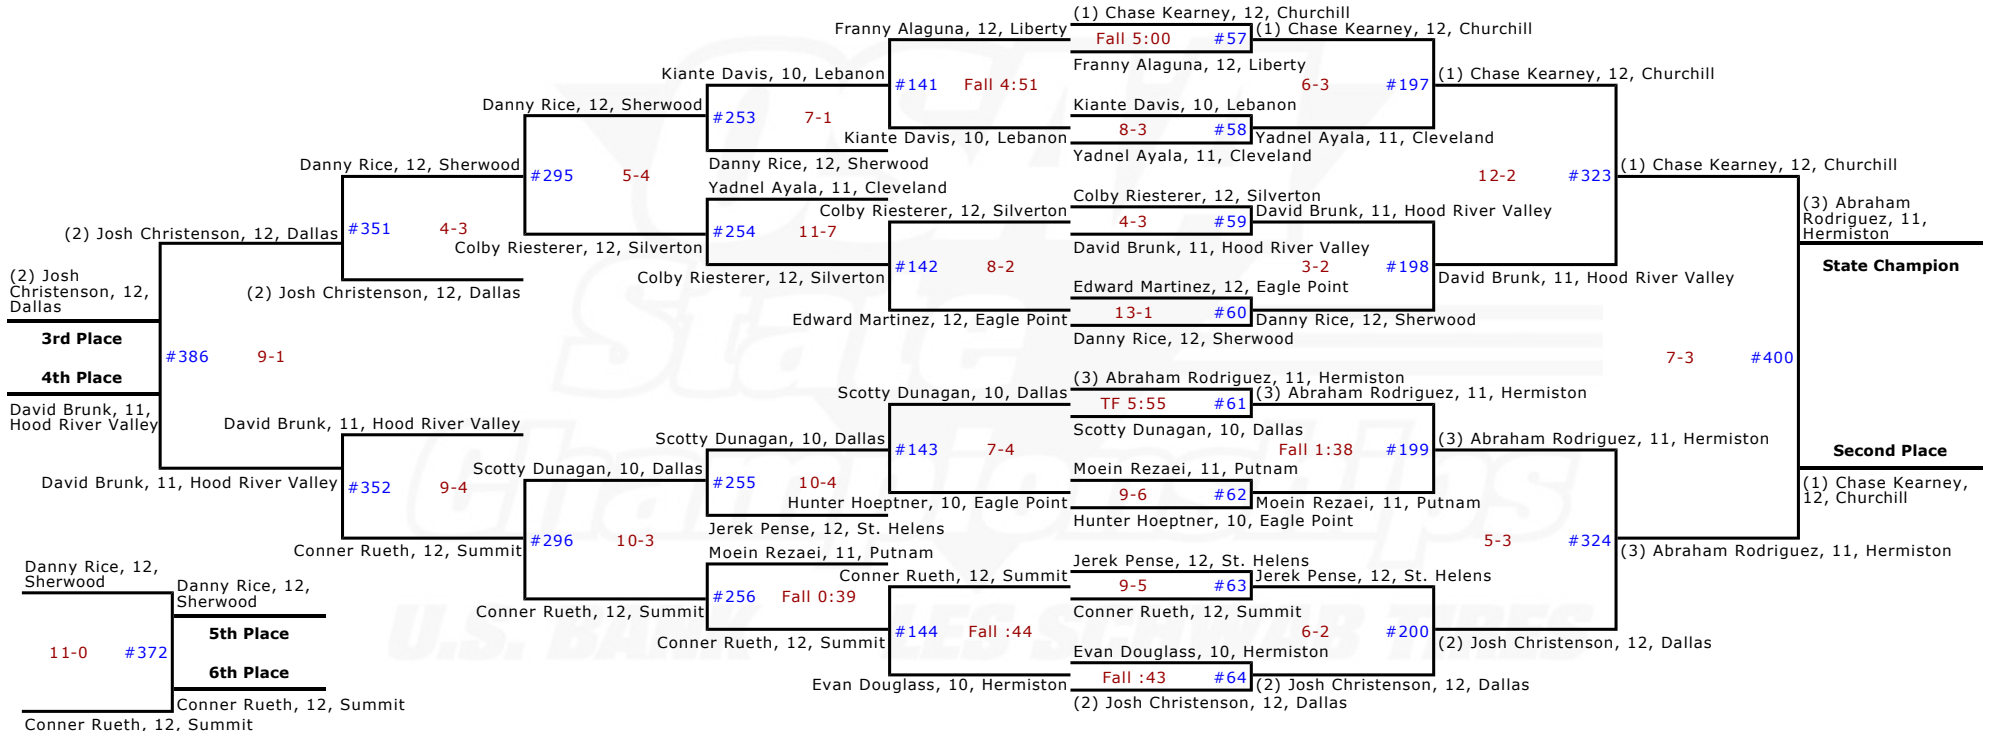 (1) Chase Kearney, 12, Churchill
Franny Alaguna, 12, Liberty
Fall 5:00 #57
(1) Chase Kearney, 12, Churchill
Franny Alaguna, 12, Liberty
Kiante Davis, 10, Lebanon
#141 Fall 4:51
6-3 #197
(1) Chase Kearney, 12, Churchill
Danny Rice, 12, Sherwood
Kiante Davis, 10, Lebanon
#253 7-1
8-3 #58
Kiante Davis, 10, Lebanon
Yadnel Ayala, 11, Cleveland
Yadnel Ayala, 11, Cleveland
Danny Rice, 12, Sherwood
Danny Rice, 12, Sherwood
#295 5-4
12-2 #323
(1) Chase Kearney, 12, Churchill
Yadnel Ayala, 11, Cleveland
Colby Riesterer, 12, Silverton
Colby Riesterer, 12, Silverton
4-3 #59
David Brunk, 11, Hood River Valley
(3) Abraham
Rodriguez, 11,
Hermiston
(2) Josh Christenson, 12, Dallas
#351 4-3
#254 11-7
Colby Riesterer, 12, Silverton
David Brunk, 11, Hood River Valley
State Champion
#142 8-2
3-2 #198
Colby Riesterer, 12, Silverton
David Brunk, 11, Hood River Valley
(2) Josh
Christenson, 12,
Dallas
(2) Josh Christenson, 12, Dallas
Edward Martinez, 12, Eagle Point
Edward Martinez, 12, Eagle Point
13-1 #60
Danny Rice, 12, Sherwood
Danny Rice, 12, Sherwood
3rd Place
#386 9-1
7-3 #400
4th Place
(3) Abraham Rodriguez, 11, Hermiston
Scotty Dunagan, 10, Dallas
TF 5:55 #61
(3) Abraham Rodriguez, 11, Hermiston
David Brunk, 11,
Hood River Valley
David Brunk, 11, Hood River Valley
Scotty Dunagan, 10, Dallas
Scotty Dunagan, 10, Dallas
#143 7-4
Fall 1:38 #199
(3) Abraham Rodriguez, 11, Hermiston
Second Place
Scotty Dunagan, 10, Dallas
Moein Rezaei, 11, Putnam
David Brunk, 11, Hood River Valley
#352 9-4
#255 10-4
9-6 #62
Hunter Hoeptner, 10, Eagle Point
Moein Rezaei, 11, Putnam
(1) Chase Kearney,
12, Churchill
Hunter Hoeptner, 10, Eagle Point
Jerek Pense, 12, St. Helens
#296 10-3
5-3 #324
Conner Rueth, 12, Summit
Moein Rezaei, 11, Putnam
(3) Abraham Rodriguez, 11, Hermiston
Jerek Pense, 12, St. Helens
Danny Rice, 12,
Sherwood
Conner Rueth, 12, Summit
9-5 #63
Jerek Pense, 12, St. Helens
Danny Rice, 12,
Sherwood
#256 Fall 0:39
Conner Rueth, 12, Summit
Conner Rueth, 12, Summit
5th Place
#144 Fall :44
6-2 #200
Conner Rueth, 12, Summit
(2) Josh Christenson, 12, Dallas
11-0 #372
Evan Douglass, 10, Hermiston
6th Place
Fall :43 #64
Evan Douglass, 10, Hermiston
(2) Josh Christenson, 12, Dallas
Conner Rueth, 12, Summit
(2) Josh Christenson, 12, Dallas
Conner Rueth, 12, Summit
OSAA
State
Championships
U.S. BANK LES SCHWAB TIRES